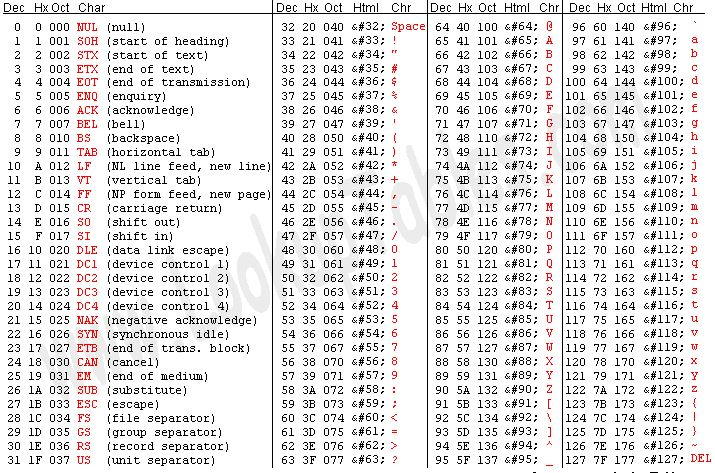 Dec Hx Oct Char Dec Hx Oct Html Chr Dec Hx Oct Html Chr Dec Hx Oct Html Chr
0 0 000 NUL (null) 32 20 040 &#32; Space 64 40 100 &#64; @ 96 60 140 &#96; `
1 1 001 SOH (start of heading) 33 21 041 &#33; ! 65 41 101 &#65; A 97 61 141 &#97; a
2 2 002 STX (start of text) 34 22 042 &#34; " 66 42 102 &#66; B 98 62 142 &#98; b
3 3 003 ETX (end of text) 35 23 043 &#35; # 67 43 103 &#67; C 99 63 143 &#99; c
4 4 004 EOT (end of transmission) 36 24 044 &#36; $ 68 44 104 &#68; D 100 64 144 &#100; d
5 5 005 ENQ (enquiry) 37 25 045 &#37; % 69 45 105 &#69; E 101 65 145 &#101; e
6 6 006 ACK (acknowledge) 38 26 046 &#38; & 70 46 106 &#70; F 102 66 146 &#102; f
7 7 007 BEL (bell) 39 27 047 &#39; ' 71 47 107 &#71; G 103 67 147 &#103; g
8 8 010 BS (backspace) 40 28 050 &#40; ( 72 48 110 &#72; H 104 68 150 &#104; h
9 9 011 TAB (horizontal tab) 41 29 051 &#41; ) 73 49 111 &#73; I 105 69 151 &#105; i
10 A 012 LF (NL line feed, new line) 42 2A 052 &#42; * 74 4A 112 &#74; J 106 6A 152 &#106; j
11 B 013 VT (vertical tab) 43 2B 053 &#43; + 75 4B 113 &#75; K 107 6B 153 &#107; k
12 C 014 FF (NP form feed, new page) 44 2C 054 &#44; , 76 4C 114 &#76; L 108 6C 154 &#108; l
13 D 015 CR (carriage return) 45 2D 055 &#45; - 77 4D 115 &#77; M 109 6D 155 &#109; m
14 E 016 SO (shift out) 46 2E 056 &#46; . 78 4E 116 &#78; N 110 6E 156 &#110; n
15 F 017 SI (shift in) 47 2F 057 &#47; / 79 4F 117 &#79; O 111 6F 157 &#111; o
16 10 020 DLE (data link escape) 48 30 060 &#48; 0 80 50 120 &#80; P 112 70 160 &#112; p
17 11 021 DC1 (device control 1) 49 31 061 &#49; 1 81 51 121 &#81; Q 113 71 161 &#113; q
18 12 022 DC2 (device control 2) 50 32 062 &#50; 2 82 52 122 &#82; R 114 72 162 &#114; r
19 13 023 DC3 (device control 3) 51 33 063 &#51; 3 83 53 123 &#83; S 115 73 163 &#115; s
20 14 024 DC4 (device control 4) 52 34 064 &#52; 4 84 54 124 &#84; T 116 74 164 &#116; t
21 15 025 NAK (negative acknowledge) 53 35 065 &#53; 5 85 55 125 &#85; U 117 75 165 &#117; u
22 16 026 SYN (synchronous idle) 54 36 066 &#54; 6 86 56 126 &#86; V 118 76 166 &#118; v
23 17 027 ETB (end of trans. block) 55 37 067 &#55; 7 87 57 127 &#87; W 119 77 167 &#119; w
24 18 030 CAN (cancel) 56 38 070 &#56; 8 88 58 130 &#88; X 120 78 170 &#120; x
25 19 031 EM (end of medium) 57 39 071 &#57; 9 89 59 131 &#89; Y 121 79 171 &#121; y
26 1A 032 SUB (substitute) 58 3A 072 &#58; : 90 5A 132 &#90; Z 122 7A 172 &#122; z
27 1B 033 ESC (escape) 59 3B 073 &#59; ; 91 5B 133 &#91; [ 123 7B 173 &#123; {
28 1C 034 FS (file separator) 60 3C 074 &#60; < 92 5C 134 &#92; \ 124 7C 174 &#124; |
29 1D 035 GS (group separator) 61 3D 075 &#61; = 93 5D 135 &#93; ] 125 7D 175 &#125; }
30 1E 036 RS (record separator) 62 3E 076 &#62; > 94 5E 136 &#94; ^ 126 7E 176 &#126; ~
31 1F 037 US (unit separator) 63 3F 077 &#63; ? 95 5F 137 &#95; _ 127 7F 177 &#127; DEL